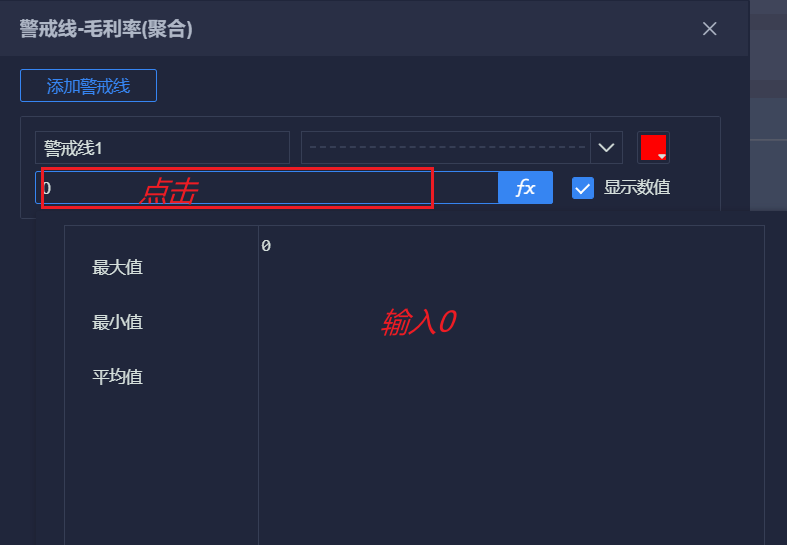 警戒线-毛利率(聚合)
添加警戒线
警戒线1
0 点击 fx 显示数值
0
最大值
输入0
最小值
平均值